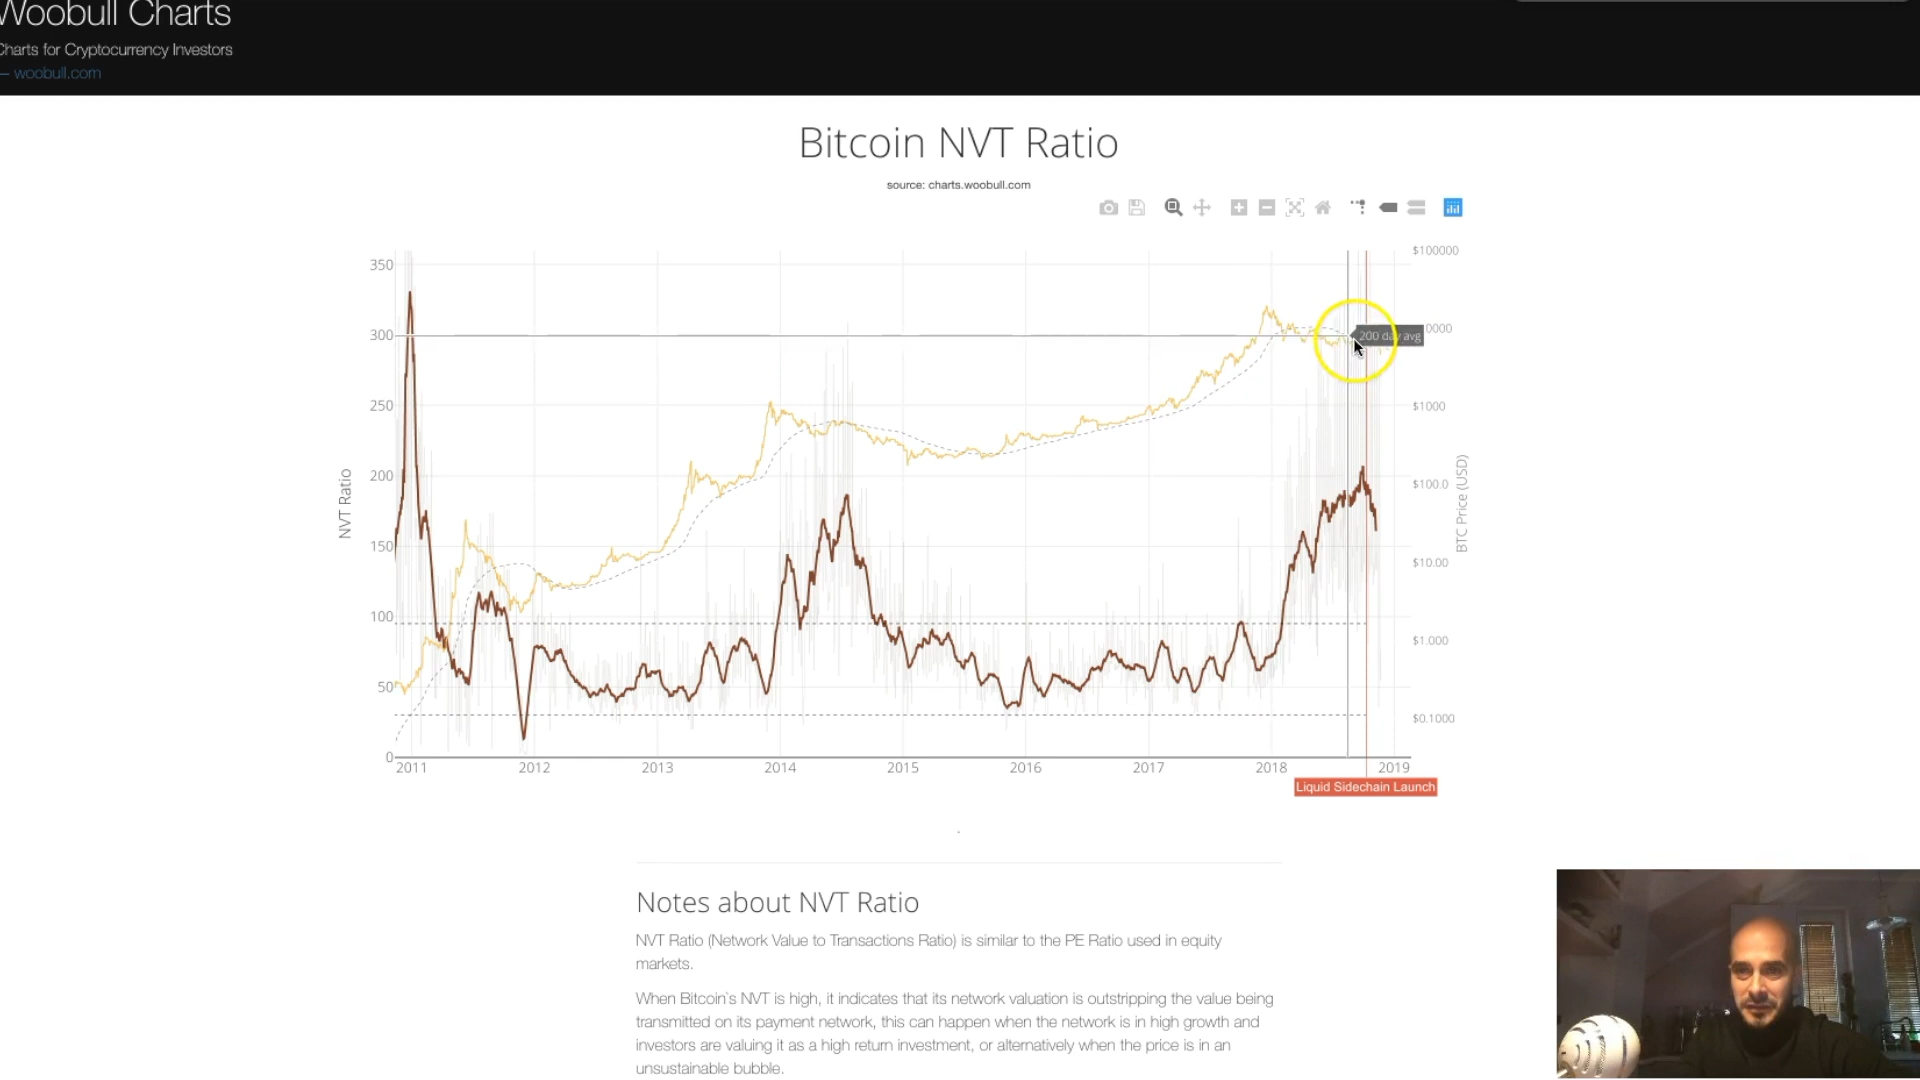 Woobull Charts
Charts for Cryptocurrency Investors
— woobull.com
Bitcoin NVT Ratio
source: charts.woobull.com
350
300
250
200
150
100
50
0
NVT Ratio
$100000
0000
$1000
$100.0
$10.00
$1.000
$0.1000
BTC Price (USD)
200 day avg
2011
2012
2013
2014
2015
2016
2017
2018
2019
Liquid Sidechain Launch
Notes about NVT Ratio
NVT Ratio (Network Value to Transactions Ratio) is similar to the PE Ratio used in equity
markets.
When Bitcoin`s NVT is high, it indicates that its network valuation is outstripping the value being
transmitted on its payment network, this can happen when the network is in high growth and
investors are valuing it as a high return investment, or alternatively when the price is in an
unsustainable bubble.